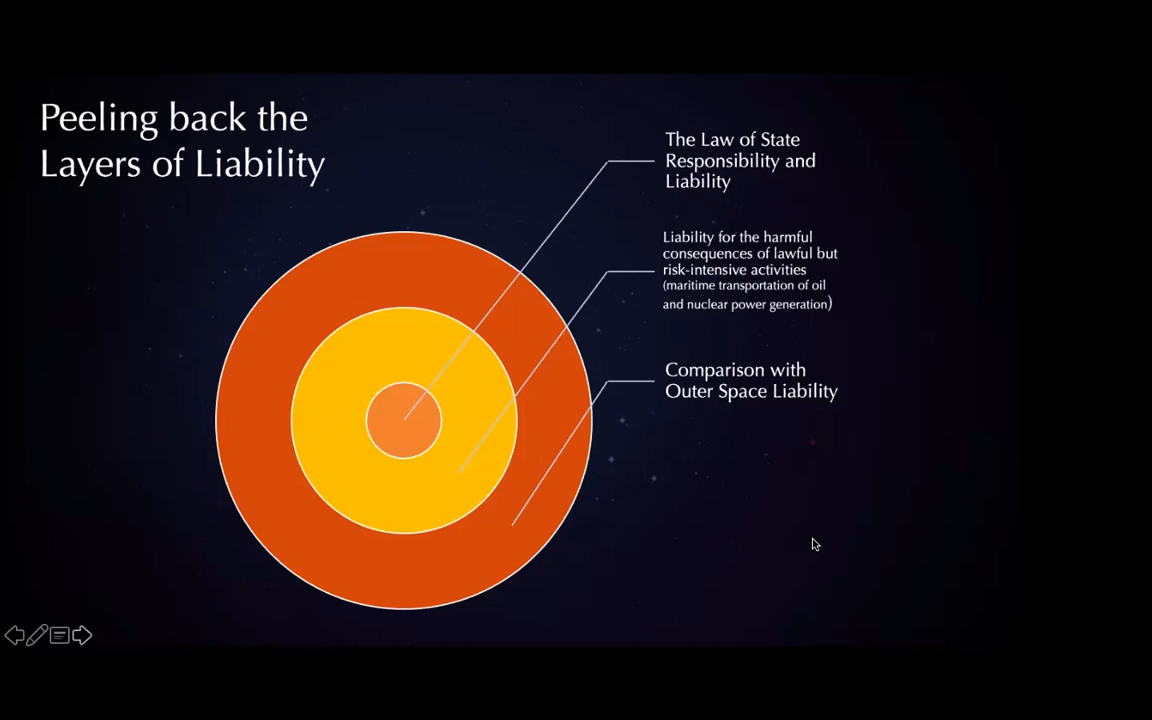 Peeling back the
Layers of Liability
The Law of State
Responsibility and
Liability
Liability for the harmful
consequences of lawful but
risk-intensive activities
(maritime transportation of oil
and nuclear power generation)
Comparison with
Outer Space Liability